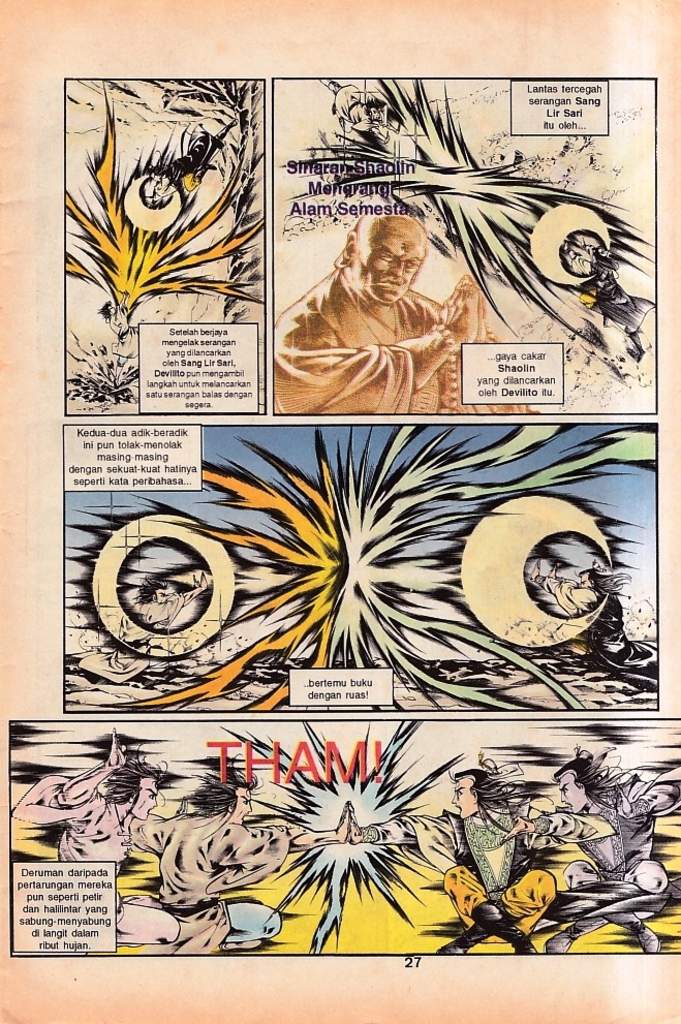 Setelah berjaya
mengelak serangan
yang dilancarkan
oleh Sang Lir Sari,
Devilito pun mengambil
langkah untuk melancarkan
satu serangan balas dengan
segera.
Lantas tercegah
serangan Sang
Lir Sari
itu oleh...
Sinaran Shaolin
Menerangi
Alam Semesta...
...gaya cakar
Shaolin
yang dilancarkan
oleh Devilito itu.
Kedua-dua adik-beradik
ini pun tolak-menolak
masing-masing
dengan sekuat-kuat hatinya
seperti kata peribahasa...
..bertemu buku
dengan ruas!
THAM!
Deruman daripada
pertarungan mereka
pun seperti petir
dan halilintar yang
sabung-menyabung
di langit dalam
ribut hujan.
27